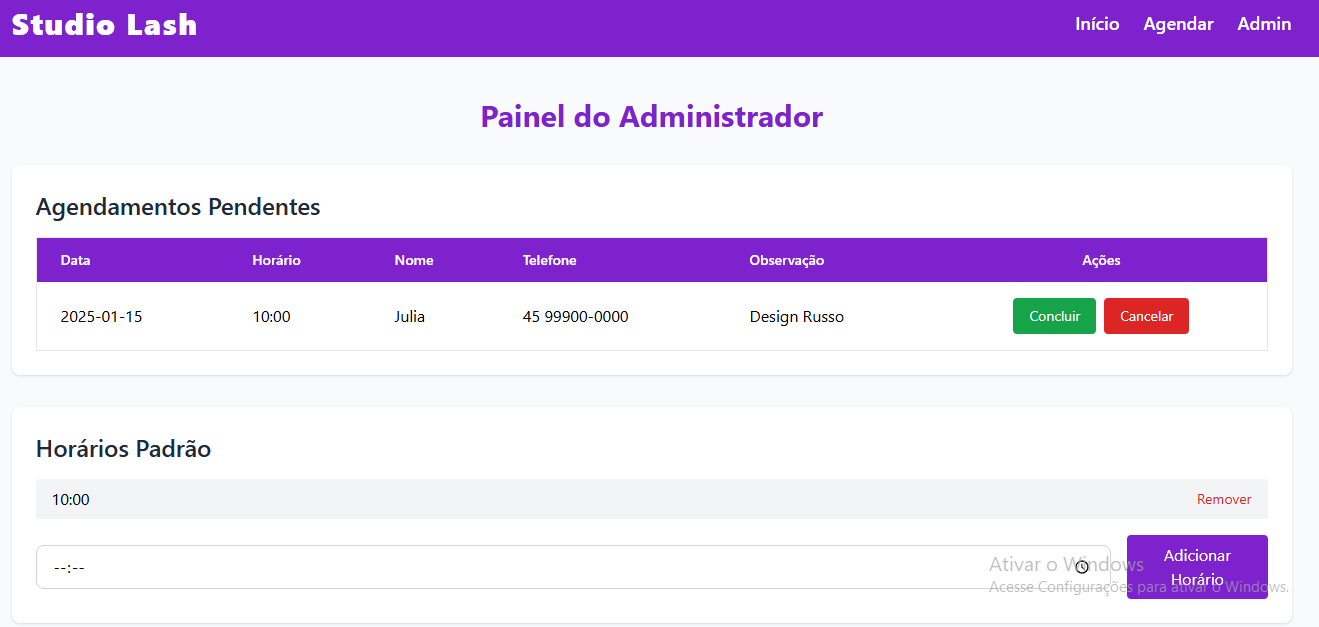 Studio Lash
Início Agendar Admin
Painel do Administrador
Agendamentos Pendentes
Data Horário Nome Telefone Observação Ações
2025-01-15 10:00 Julia 45 99900-0000 Design Russo Concluir Cancelar
Horários Padrão
10:00 Remover
--:--
Adicionar
Horário
Ativar o Windows
Acesse Configurações para ativar o Windows.